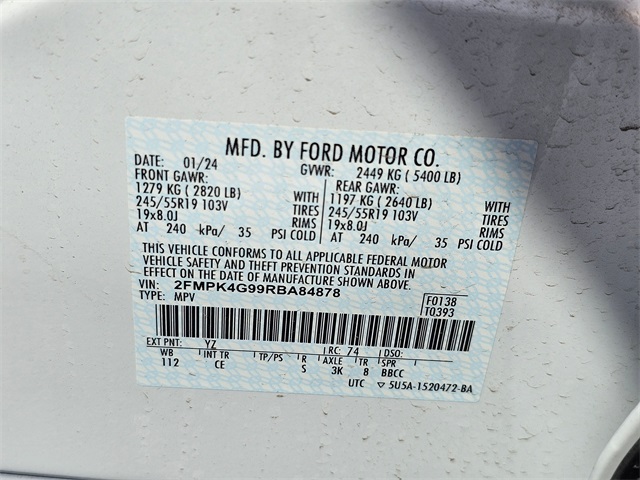 MFD. BY FORD MOTOR CO.
DATE: 01/24 GVWR: 2449 KG ( 5400 LB)
FRONT GAWR: REAR GAWR:
1279 KG ( 2820 LB) WITH 1197 KG ( 2640 LB) WITH
245/55R19 103V TIRES 245/55R19 103V TIRES
19x8.0J RIMS 19x8.0J RIMS
AT 240 kPa/ 35 PSI COLD AT 240 kPa/ 35 PSI COLD
THIS VEHICLE CONFORMS TO ALL APPLICABLE FEDERAL MOTOR
VEHICLE SAFETY AND THEFT PREVENTION STANDARDS IN
EFFECT ON THE DATE OF MANUFACTURE SHOWN ABOVE.
VIN: 2FMPK4G99RBA84878 F0138
TYPE: MPV T0393
EXT PNT: YZ RC: 74 DSO:
WB INT TR TP/PS R AXLE TR SPR
112 CE S 3K 8 BBCC
UTC ▽ 5U5A-1520472-BA